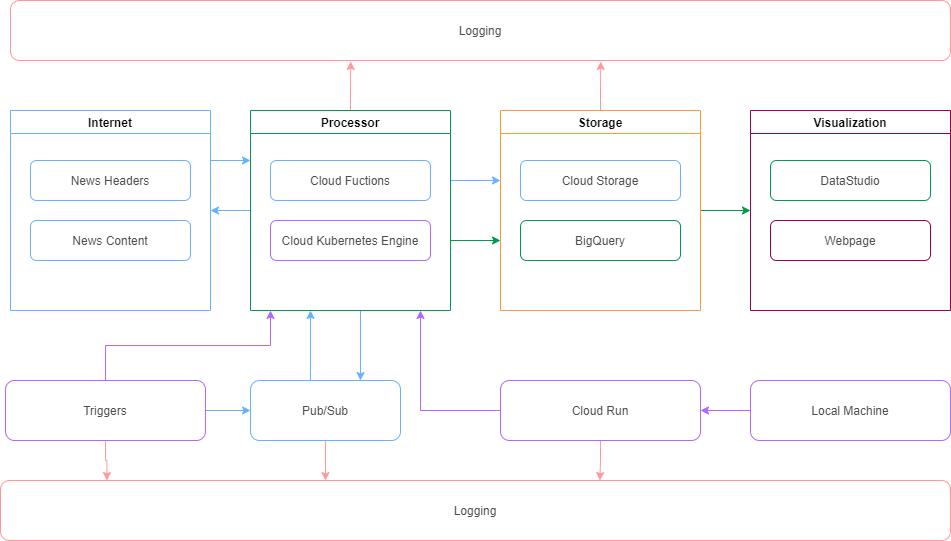 Logging
Internet
Processor
Storage
Visualization
News Headers
Cloud Fuctions
Cloud Storage
DataStudio
News Content
Cloud Kubernetes Engine
BigQuery
Webpage
Triggers
Pub/Sub
Cloud Run
Local Machine
Logging